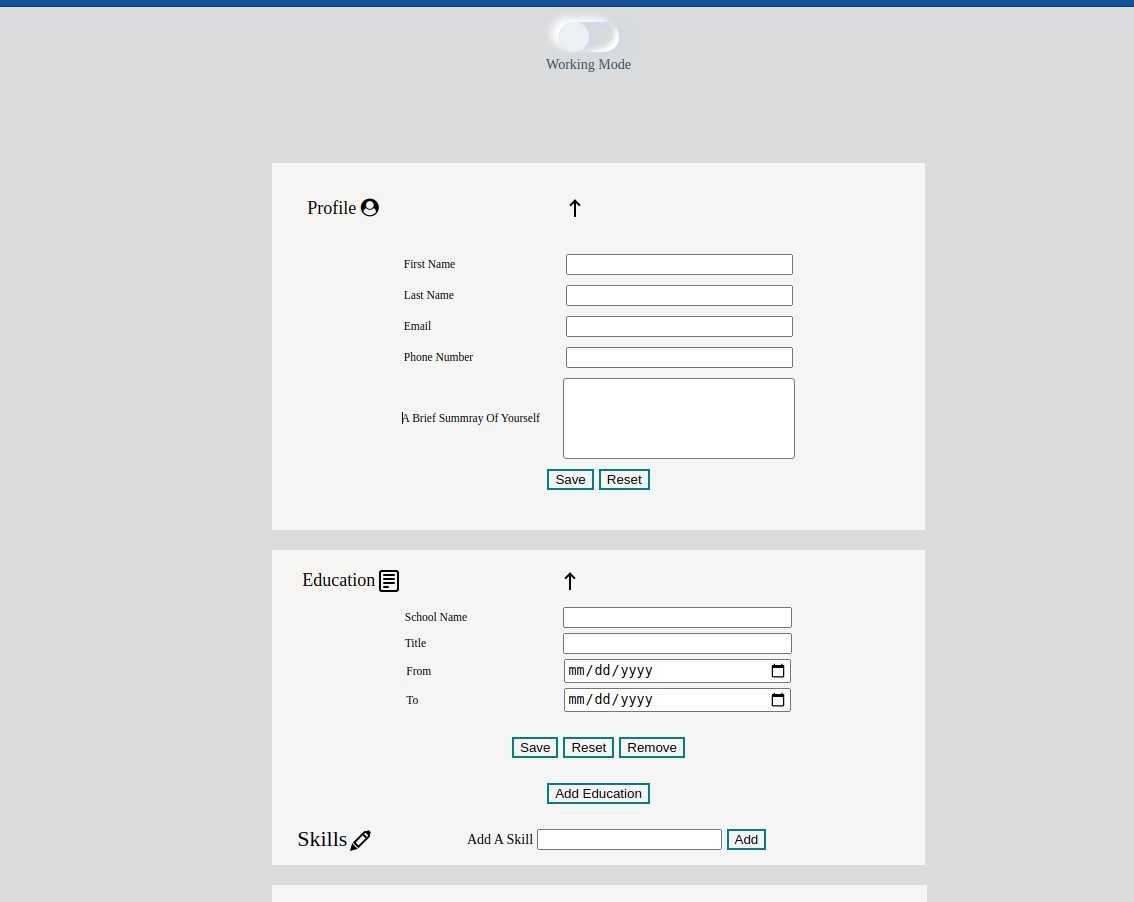 Working Mode
Profile
First Name
Last Name
Email
Phone Number
A Brief Summray Of Yourself
Save Reset
Education
School Name
Title
From mm/dd/yyyy
To mm/dd/yyyy
Save Reset Remove
Add Education
Skills Add A Skill Add